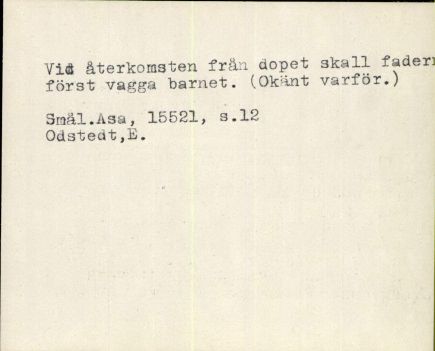 Vid återkomsten från dopet skall fadern
först vagga barnet. (Okänt varför.)
Smål.Asa, 15521, s.12
Odstedt,E.